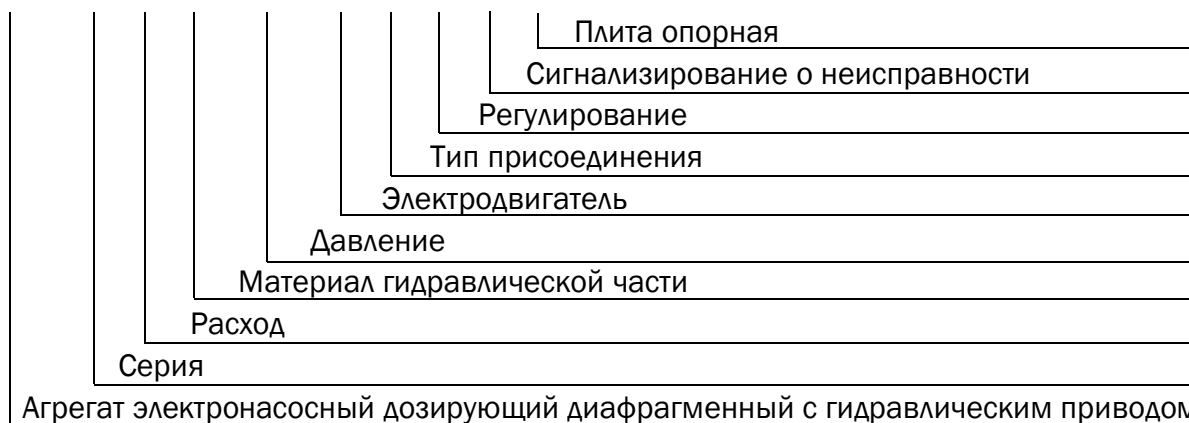 Плита опорная
Сигнализирование о неисправности
Регулирование
Тип присоединения
Электродвигатель
Давление
Материал гидравлической части
Расход
Серия
Агрегат электронасосный дозирующий диафрагменный с гидравлическим приводом